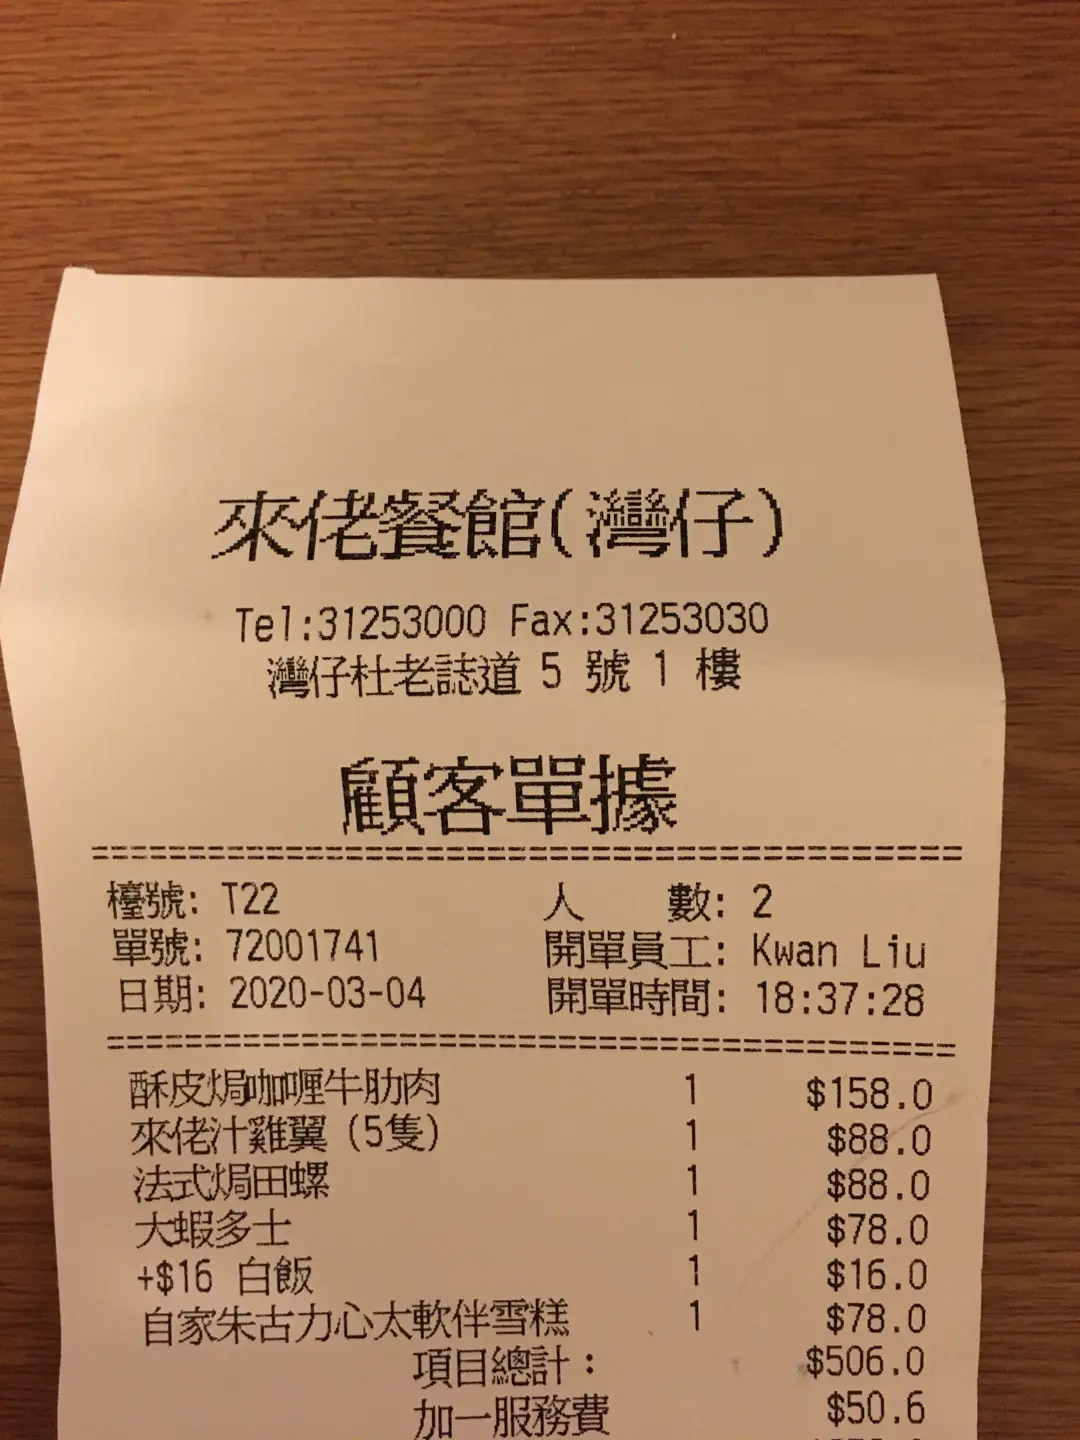 來佬餐館(灣仔)
Tel:31253000 Fax:31253030
灣仔杜老誌道 5 號 1 樓
顧客單據
檯號: T22 人 數: 2
單號: 72001741 開單員工: Kwan Liu
日期: 2020-03-04 開單時間: 18:37:28
酥皮焗咖喱牛肋肉 1 $158.0
來佬汁雞翼 (5隻) 1 $88.0
法式焗田螺 1 $88.0
大蝦多士 1 $78.0
+$16 白飯 1 $16.0
自家朱古力心太軟伴雪糕 1 $78.0
項目總計: $506.0
加一服務費 $50.6